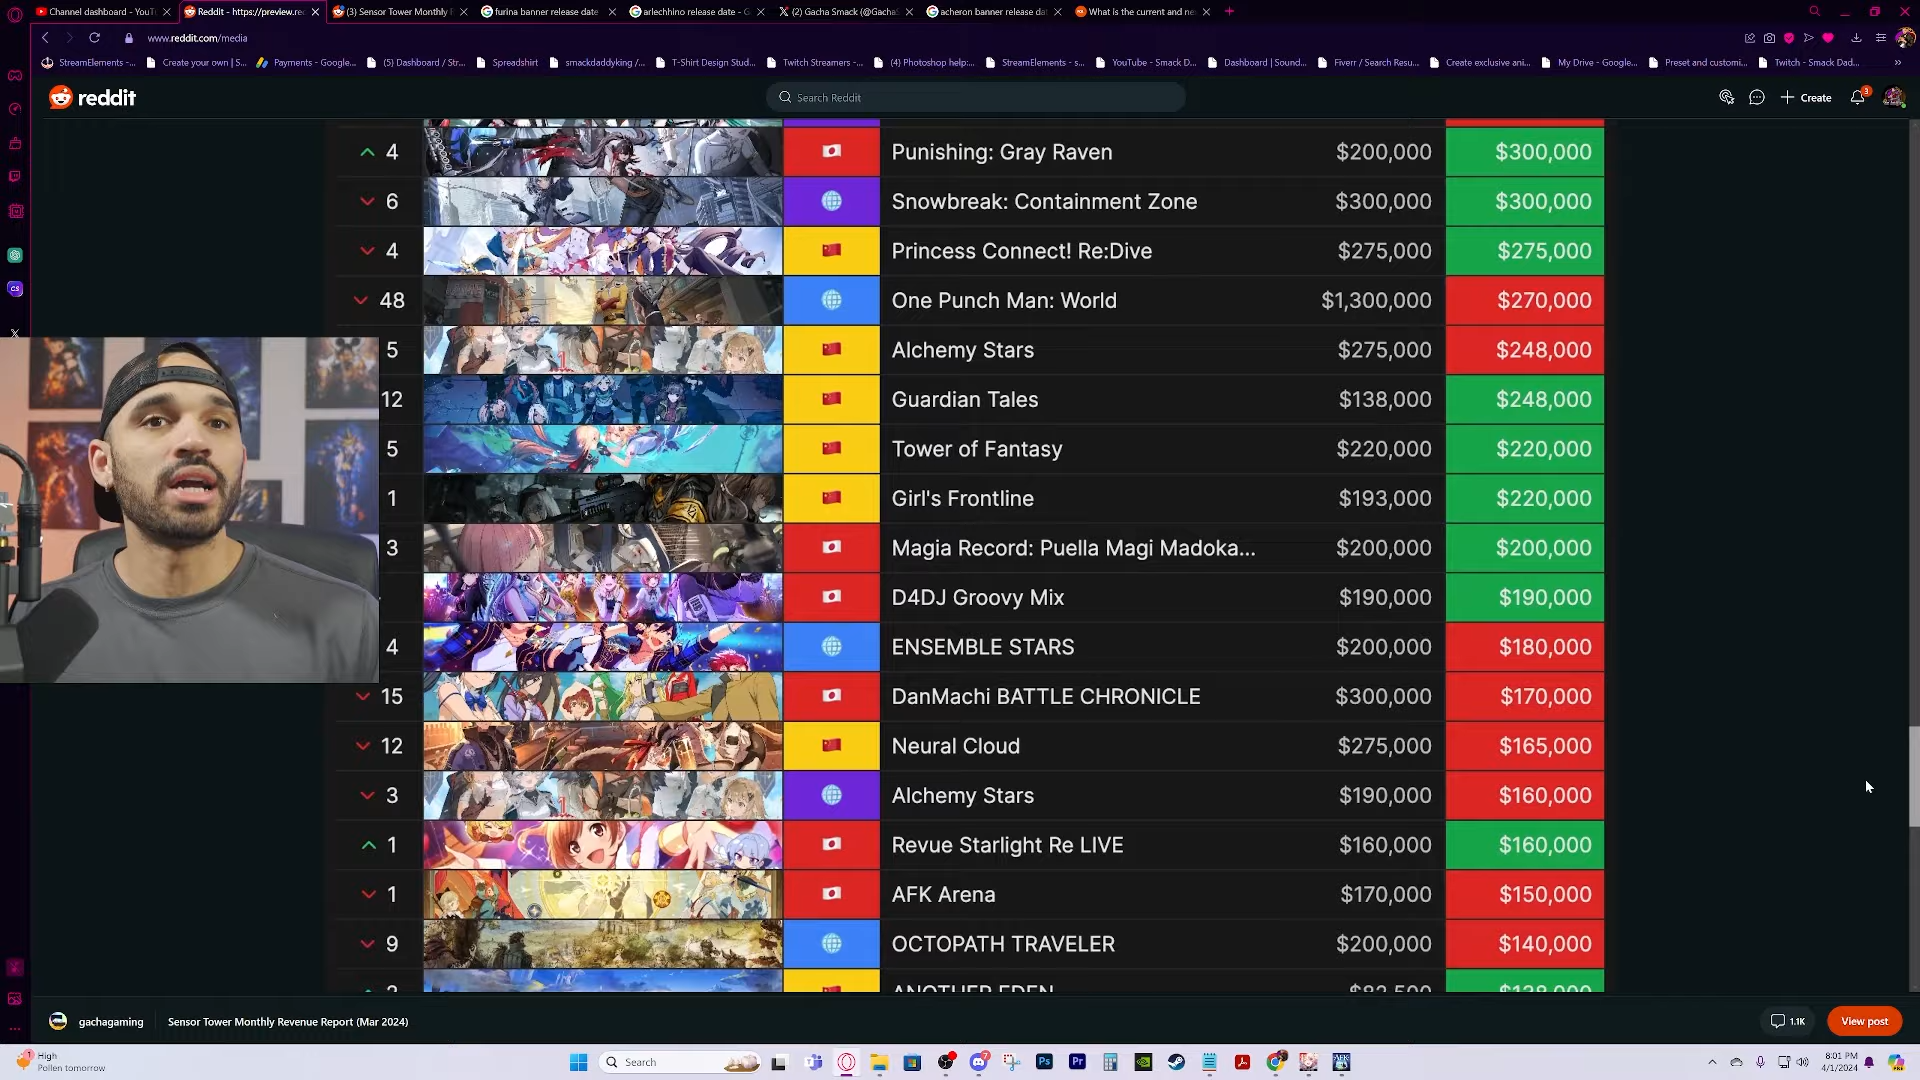 Channel dashboard - YouT
Reddit - https://preview.re
(3) Sensor Tower Monthly
furina banner release date
arlechhino release date - G
(2) Gacha Smack (@Gacha
acheron banner release dat
What is the current and ne
www.reddit.com/media
StreamElements -...
Create your own | S...
Payments - Google...
(5) Dashboard / Str...
Spreadshirt
smackdaddyking /...
T-Shirt Design Stud...
Twitch Streamers –...
(4) Photoshop help:...
StreamElements - s...
YouTube - Smack D...
Dashboard | Sound...
Fiverr / Search Resu...
Create exclusive ani...
My Drive - Google...
Preset and customi...
Twitch - Smack Dad...
reddit
Search Reddit
Create
3
4 Punishing: Gray Raven $200,000 $300,000
6 Snowbreak: Containment Zone $300,000 $300,000
4 Princess Connect! Re:Dive $275,000 $275,000
48 One Punch Man: World $1,300,000 $270,000
5 Alchemy Stars $275,000 $248,000
12 Guardian Tales $138,000 $248,000
5 Tower of Fantasy $220,000 $220,000
1 Girl's Frontline $193,000 $220,000
3 Magia Record: Puella Magi Madoka... $200,000 $200,000
D4DJ Groovy Mix $190,000 $190,000
4 ENSEMBLE STARS $200,000 $180,000
15 DanMachi BATTLE CHRONICLE $300,000 $170,000
12 Neural Cloud $275,000 $165,000
3 Alchemy Stars $190,000 $160,000
1 Revue Starlight Re LIVE $160,000 $160,000
1 AFK Arena $170,000 $150,000
9 OCTOPATH TRAVELER $200,000 $140,000
ANOTHER EDEN
gachagaming
Sensor Tower Monthly Revenue Report (Mar 2024)
1.1K
View post
High
Pollen tomorrow
Search
8:01 PM
4/1/2024